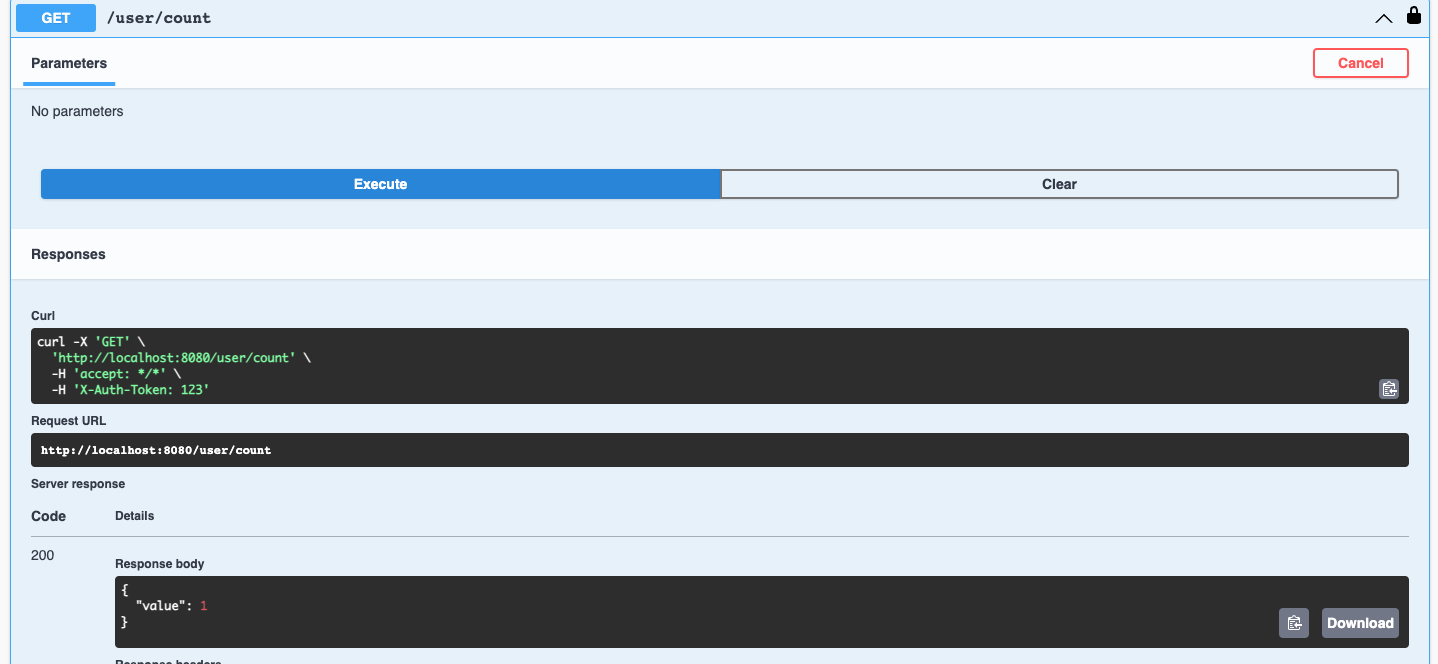 GET /user/count
Parameters
Cancel
No parameters
Execute
Clear
Responses
Curl
curl -X 'GET' \
  'http://localhost:8080/user/count' \
  -H 'accept: */*' \
  -H 'X-Auth-Token: 123'
Request URL
http://localhost:8080/user/count
Server response
Code Details
200
Response body
{
  "value": 1
}
Download
Response headers